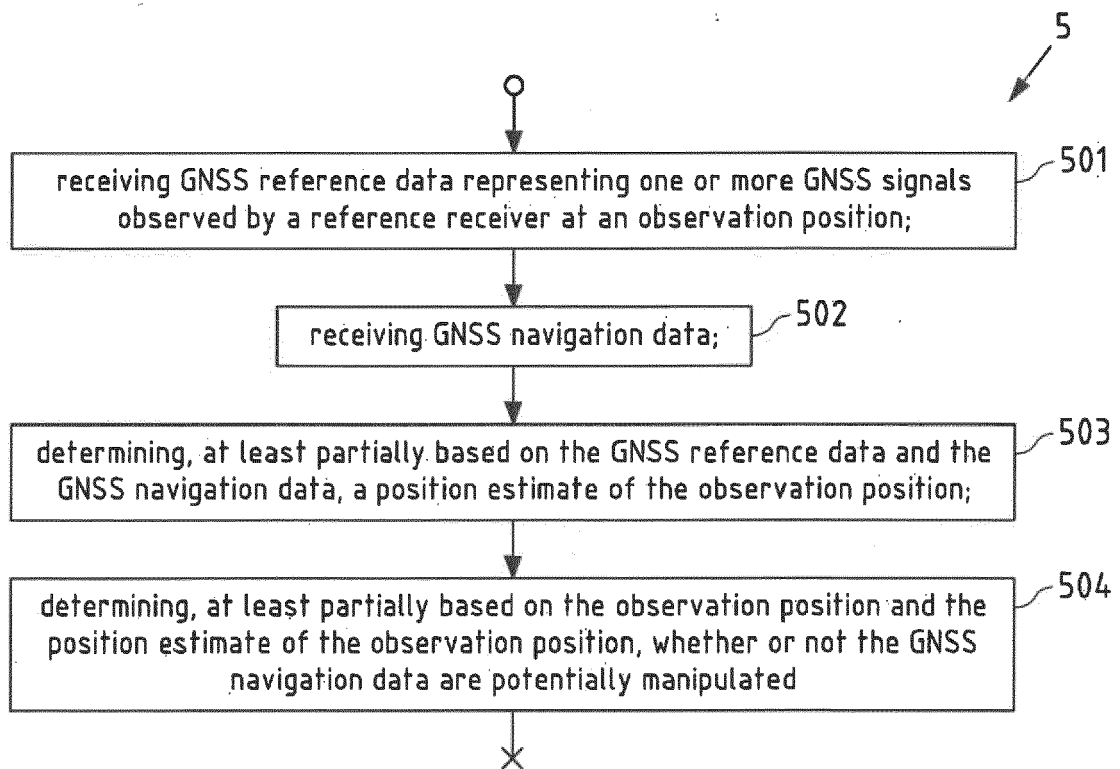 5
501
receiving GNSS reference data representing one or more GNSS signals
observed by a reference receiver at an observation position;
502
receiving GNSS navigation data;
503
determining, at least partially based on the GNSS reference data and the
GNSS navigation data, a position estimate of the observation position;
504
determining, at least partially based on the observation position and the
position estimate of the observation position, whether or not the GNSS
navigation data are potentially manipulated